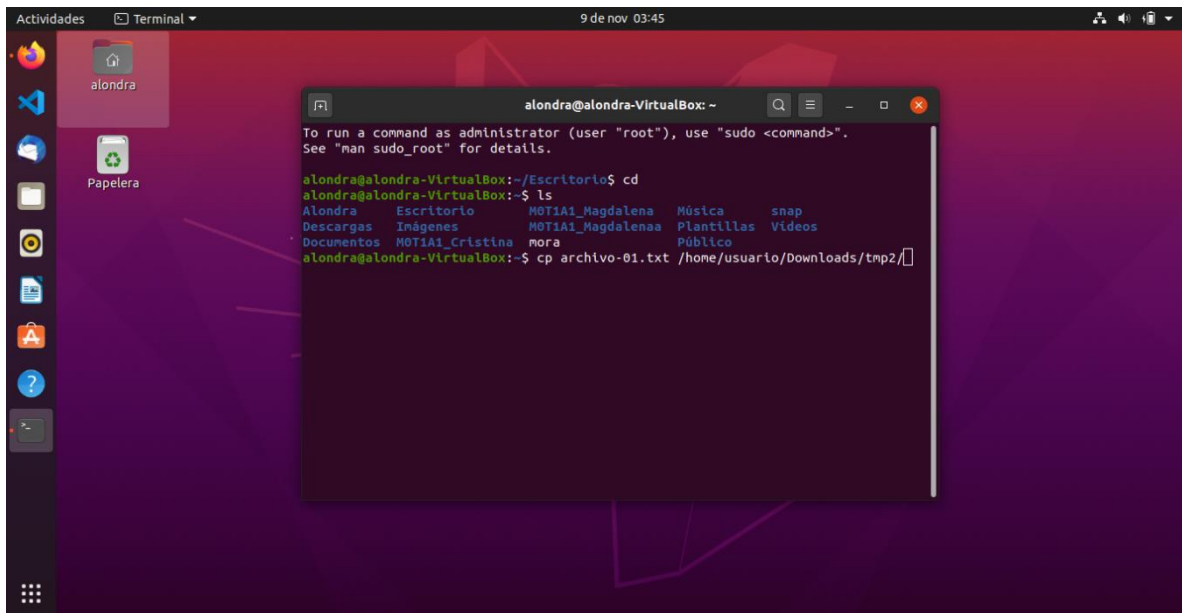 Actividades Terminal 9 de nov 03:45
alondra
Papelera
alondra@alondra-VirtualBox: ~
To run a command as administrator (user "root"), use "sudo <command>".
See "man sudo_root" for details.
alondra@alondra-VirtualBox:~/Escritorio$ cd
alondra@alondra-VirtualBox:~$ ls
Alondra Escritorio M0T1A1_Magdalena Música snap
Descargas Imágenes M0T1A1_Magdalenaa Plantillas Vídeos
Documentos M0T1A1_Cristina mora Público
alondra@alondra-VirtualBox:~$ cp archivo-01.txt /home/usuario/Downloads/tmp2/